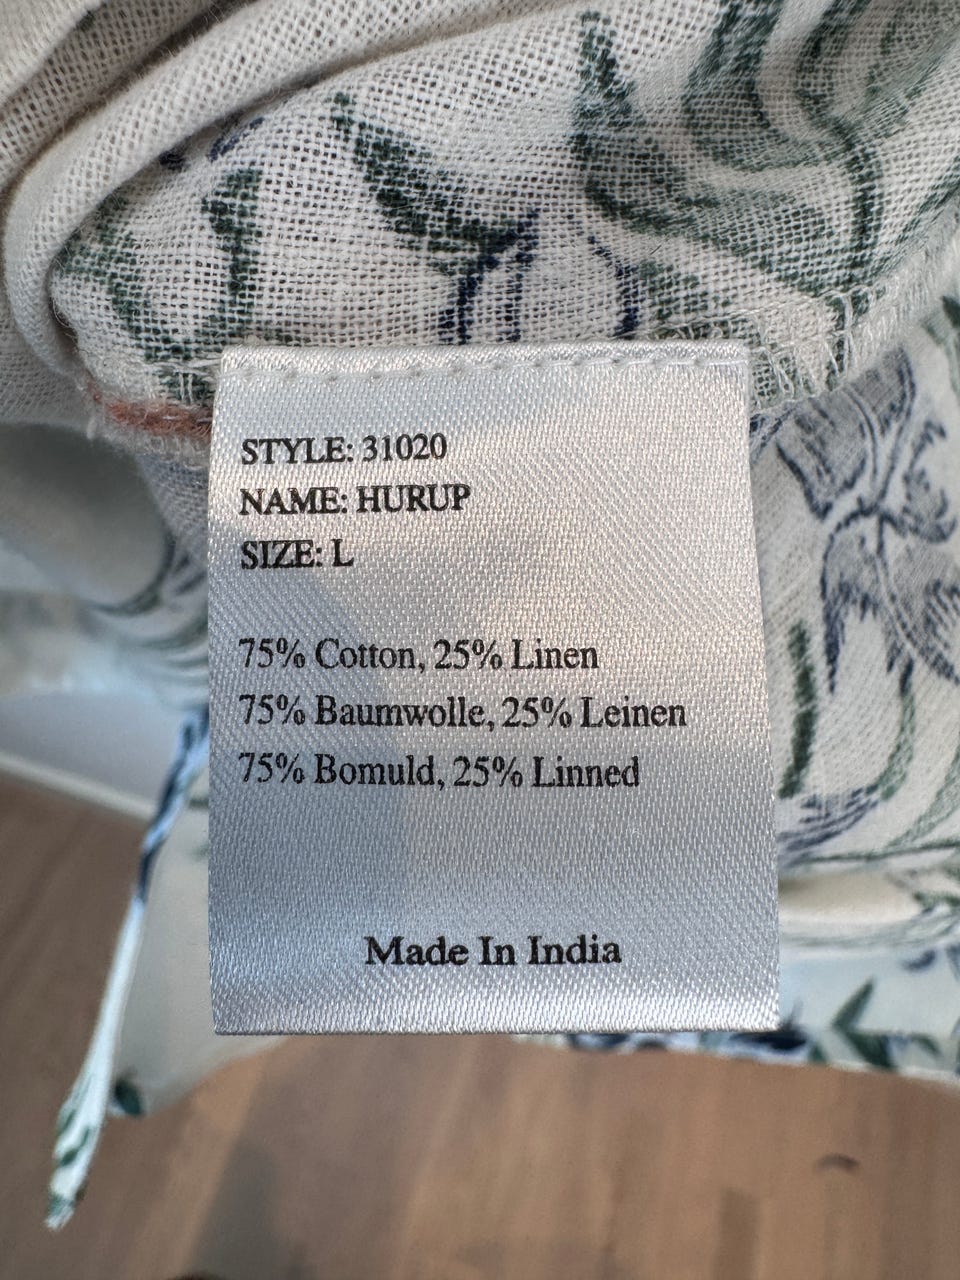 STYLE: 31020
NAME: HURUP
SIZE: L
75% Cotton, 25% Linen
75% Baumwolle, 25% Leinen
75% Bomuld, 25% Linned
Made In India